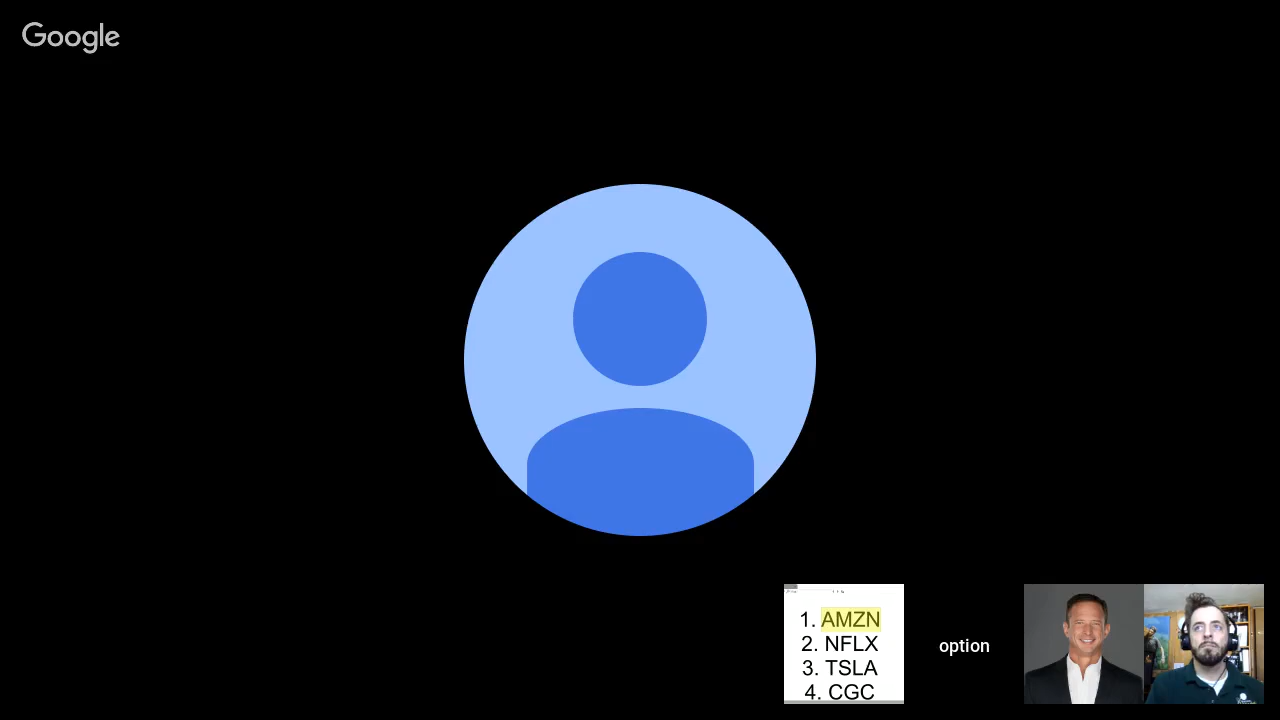 Google
1. AMZN
2. NFLX
3. TSLA
4. CGC
option